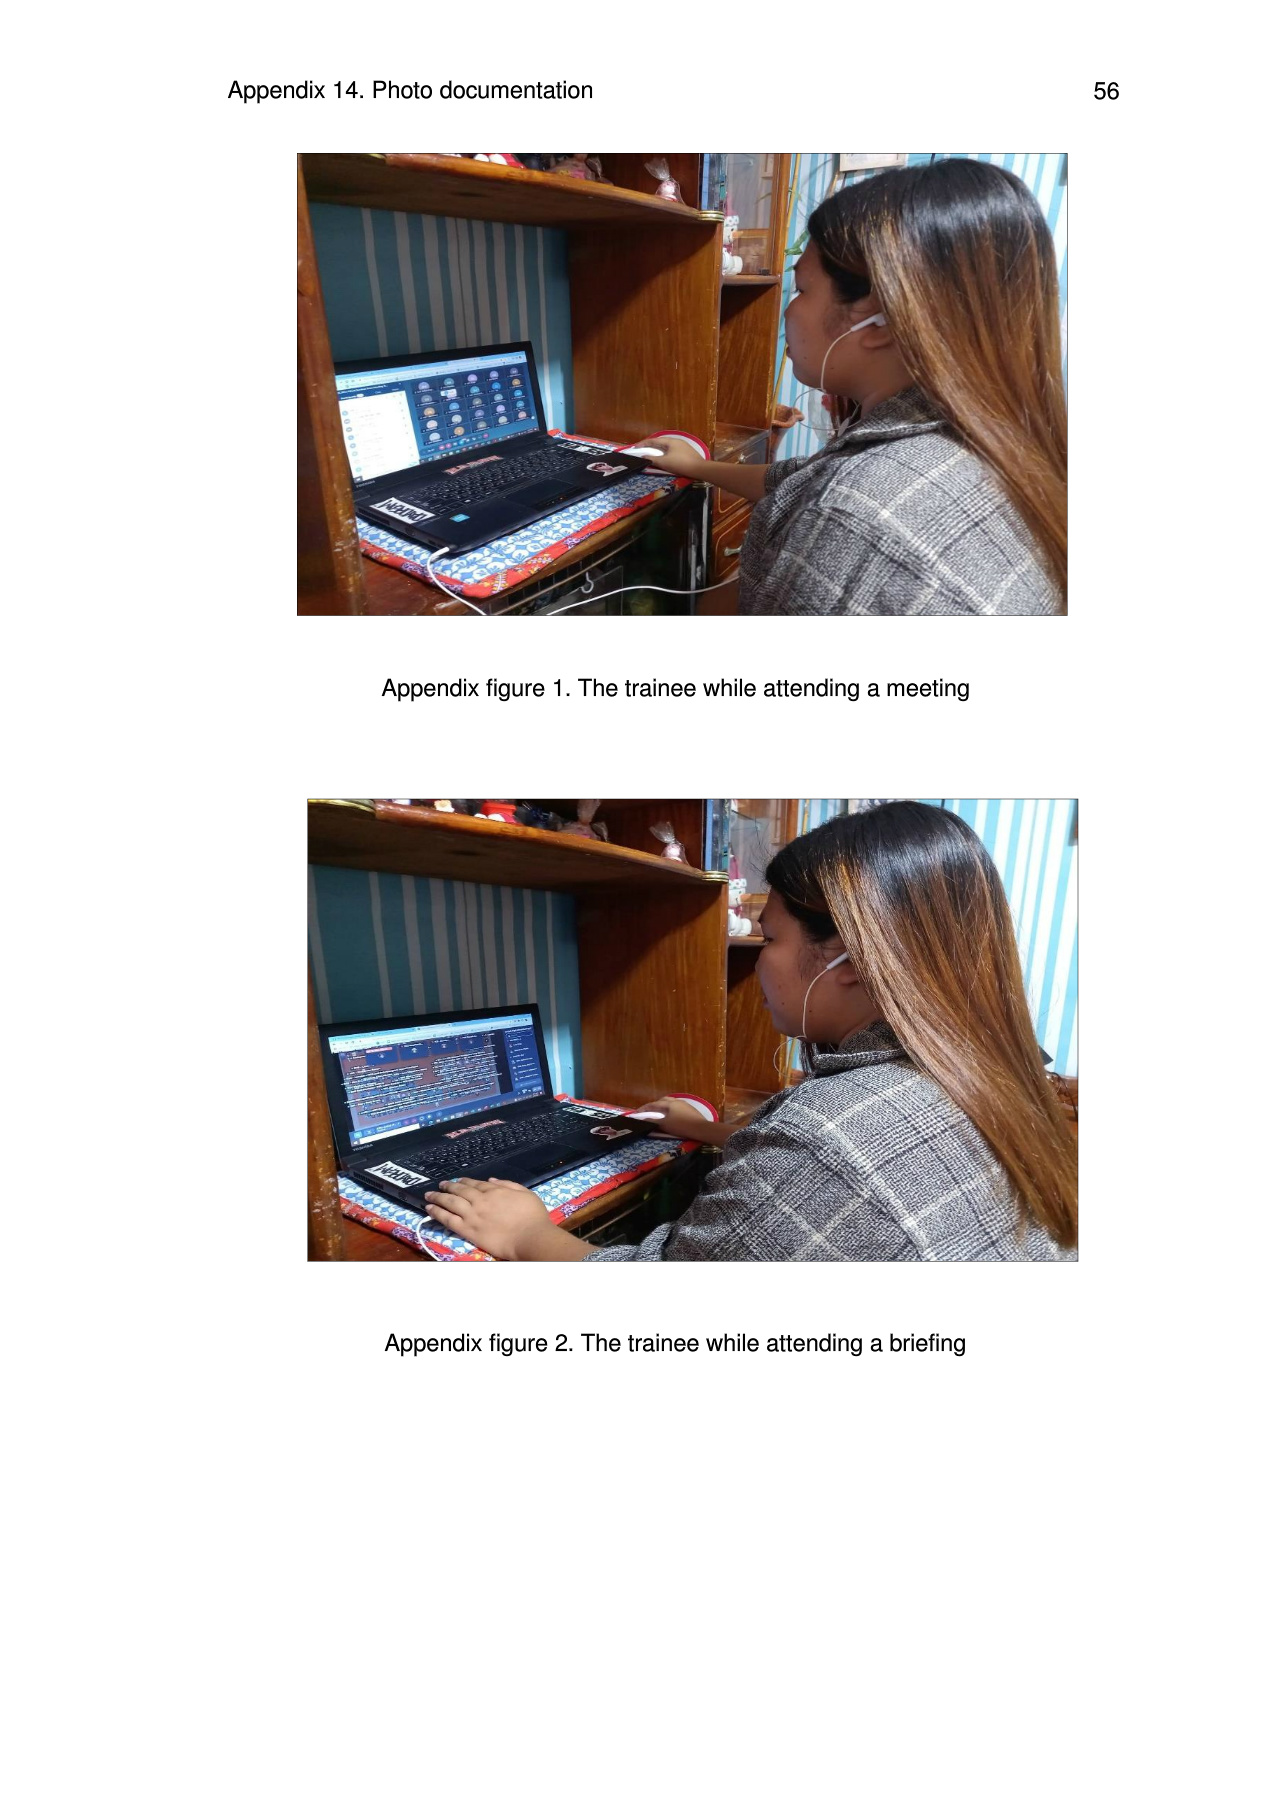 Appendix 14. Photo documentation
56
Appendix figure 1. The trainee while attending a meeting
Appendix figure 2. The trainee while attending a briefing